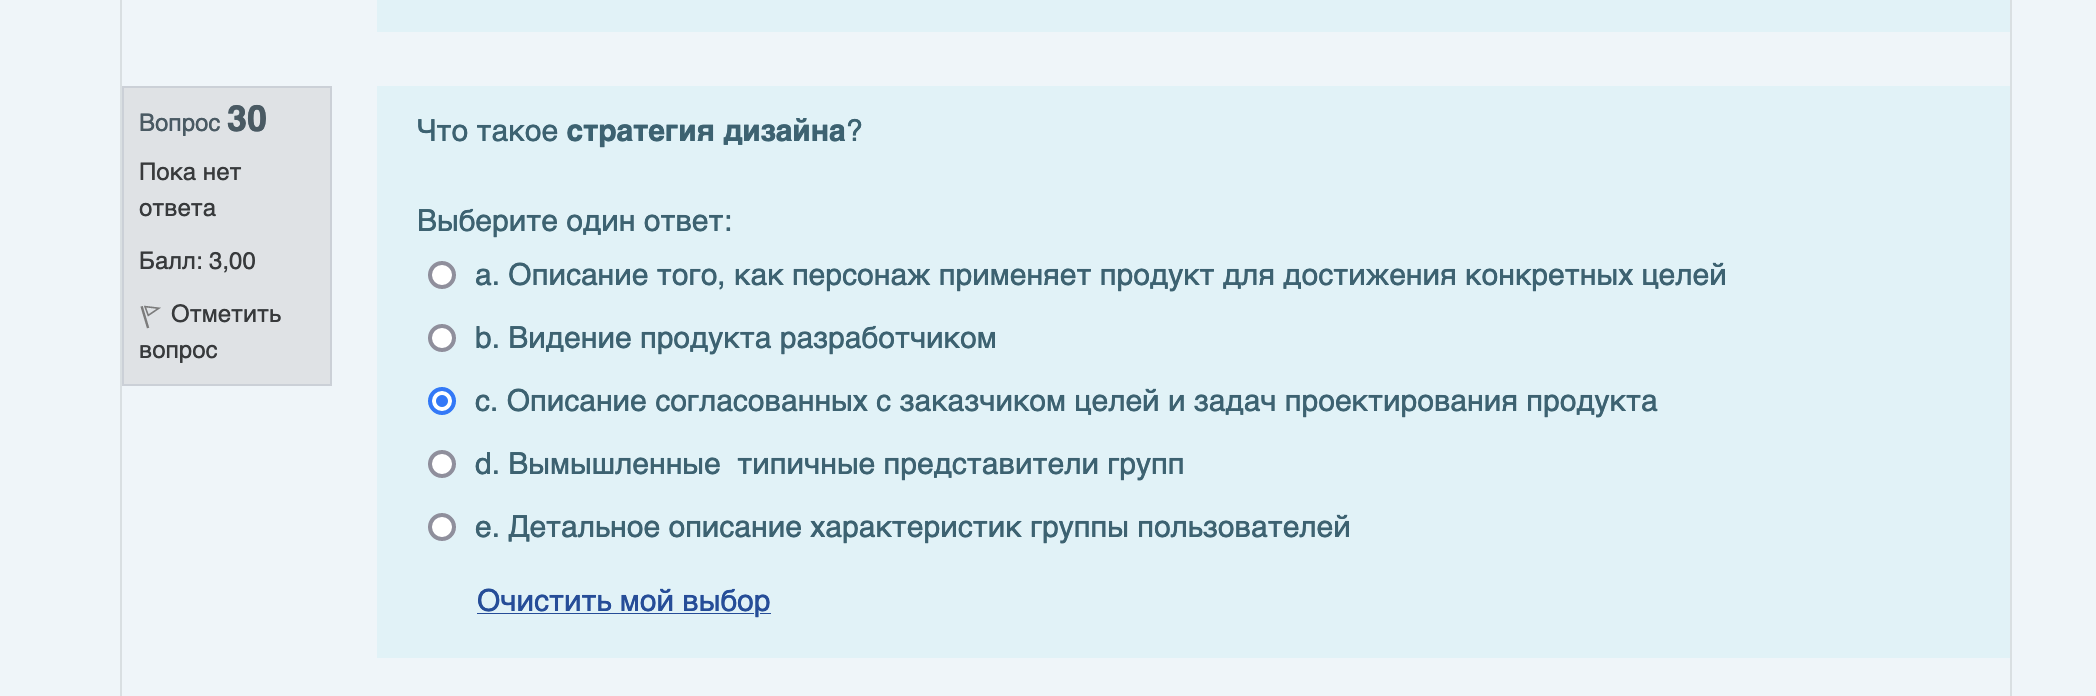 Вопрос 30
Пока нет
ответа
Балл: 3,00
Отметить
вопрос
Что такое стратегия дизайна?
Выберите один ответ:
a. Описание того, как персонаж применяет продукт для достижения конкретных целей
b. Видение продукта разработчиком
c. Описание согласованных с заказчиком целей и задач проектирования продукта
d. Вымышленные  типичные представители групп
e. Детальное описание характеристик группы пользователей
Очистить мой выбор